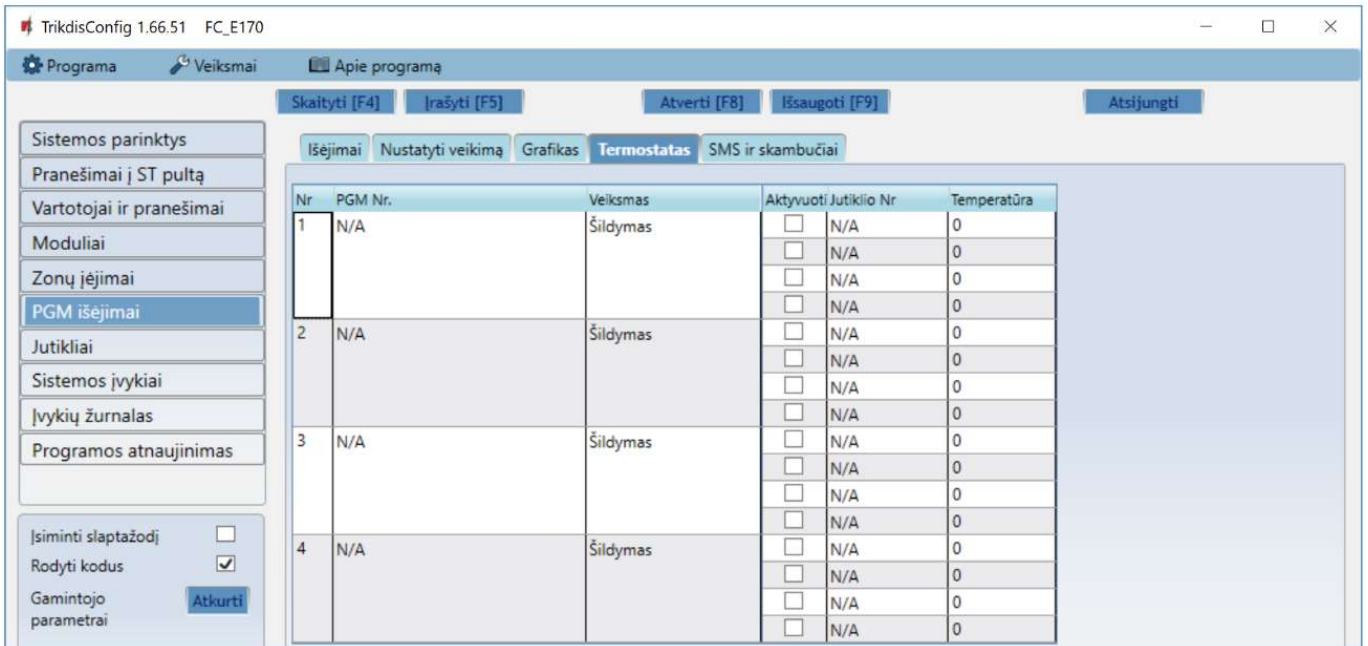 TrikdisConfig 1.66.51 FC_E170
Programa Veiksmai Apie programą
Skaityti [F4] Įrašyti [F5] Atverti [F8] Išsaugoti [F9] Atsijungti
Sistemos parinktys
Pranešimai į ST pultą
Vartotojai ir pranešimai
Moduliai
Zonų įėjimai
PGM išėjimai
Jutikliai
Sistemos įvykiai
Įvykių žurnalas
Programos atnaujinimas
Įsiminti slaptažodį
Rodyti kodus
Gamintojo
parametrai
Atkurti
Išėjimai Nustatyti veikimą Grafikas Termostatas SMS ir skambučiai
Nr PGM Nr. Veiksmas Aktyvuoti Jutiklio Nr Temperatūra
1 N/A Šildymas N/A 0
N/A 0
N/A 0
N/A 0
2 N/A Šildymas N/A 0
N/A 0
N/A 0
N/A 0
3 N/A Šildymas N/A 0
N/A 0
N/A 0
N/A 0
4 N/A Šildymas N/A 0
N/A 0
N/A 0
N/A 0